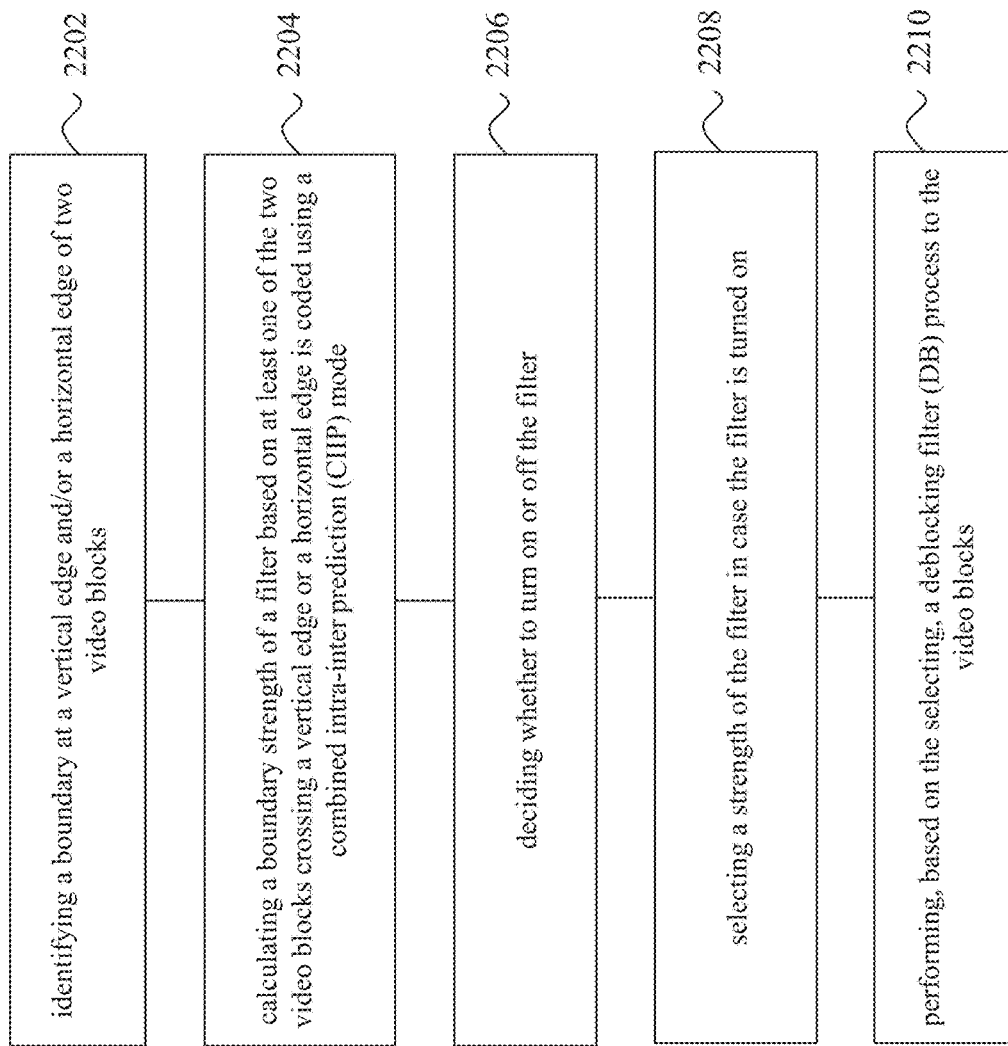 identifying a boundary at a vertical edge and/or a horizontal edge of two
video blocks
2202
calculating a boundary strength of a filter based on at least one of the two
video blocks crossing a vertical edge or a horizontal edge is coded using a
combined intra-inter prediction (CIIP) mode
2204
deciding whether to turn on or off the filter
2206
selecting a strength of the filter in case the filter is turned on
2208
performing, based on the selecting, a deblocking filter (DB) process to the
video blocks
2210